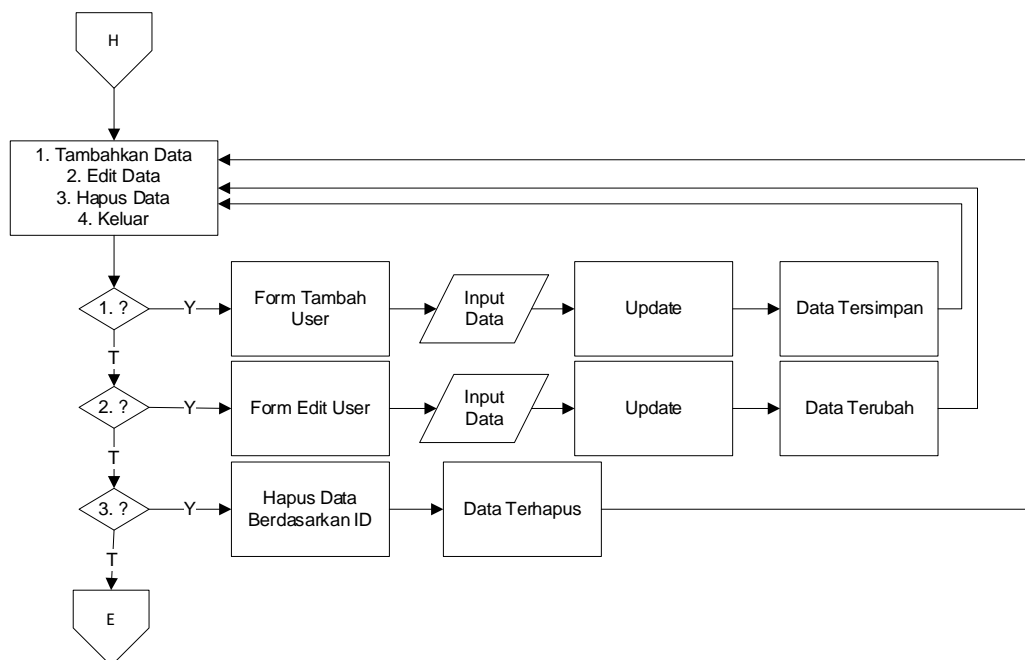 H
1. Tambahkan Data
2. Edit Data
3. Hapus Data
4. Keluar
1. ?
Y
Form Tambah
User
Input
Data
Update
Data Tersimpan
T
2. ?
Y
Form Edit User
Input
Data
Update
Data Terubah
T
3. ?
Y
Hapus Data
Berdasarkan ID
Data Terhapus
T
E